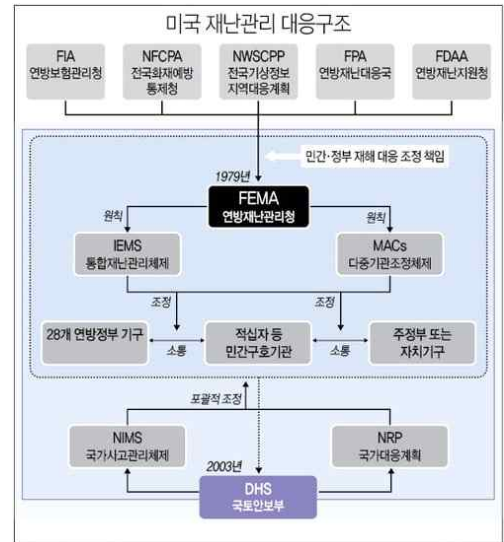 미국 재난관리 대응구조
FIA
연방보험관리청
NFCPA
전국화재예방
통제청
NWSCPP
전국기상정보
지역대응계획
FPA
연방재난대응국
FDAA
연방재난지원청
민간·정부 재해 대응 조정 책임
1979년
FEMA
연방재난관리청
원칙
원칙
IEMS
통합재난관리체제
MACs
다중기관조정체제
조정
조정
28개 연방정부 기구
소통
적십자 등
민간구호기관
소통
주정부 또는
자치기구
포괄적 조정
NIMS
국가사고관리체제
NRP
국가대응계획
2003년
DHS
국토안보부